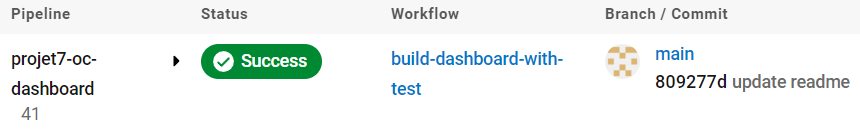 Pipeline Status Workflow Branch / Commit
projet7-oc- Success build-dashboard-with- main
dashboard test 809277d update readme
41